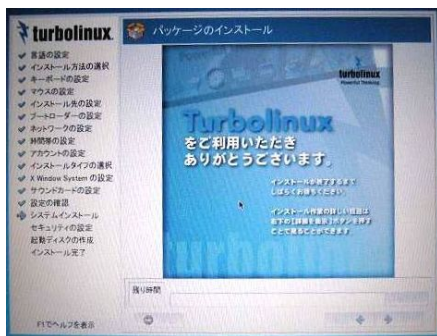 turbolinux
パッケージのインストール
言語の設定
インストール方法の選択
キーボードの設定
マウスの設定
インストール先の設定
ブートローダーの設定
ネットワークの設定
時間帯の設定
アカウントの設定
インストールタイプの選択
X Window System の設定
サウンドカードの設定
設定の確認
システムインストール
セキュリティの設定
起動ディスクの作成
インストール完了
turbolinux
Powerful Thinking
Turbolinux
をご利用いただき
ありがとうございます。
インストールが終了するまで
しばらくお待ちください。
インストール作業の詳しい
ことで見ることができます。
残り時間
F1でヘルプを表示